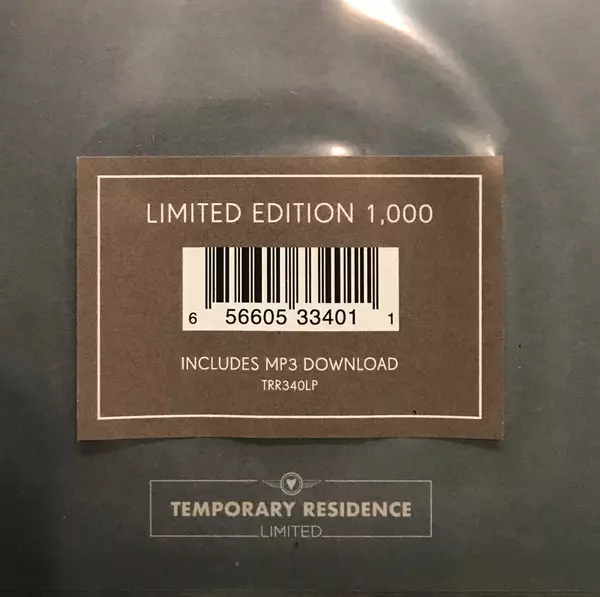 LIMITED EDITION 1,000
6 56605 33401 1
INCLUDES MP3 DOWNLOAD
TRR340LP
TEMPORARY RESIDENCE
LIMITED